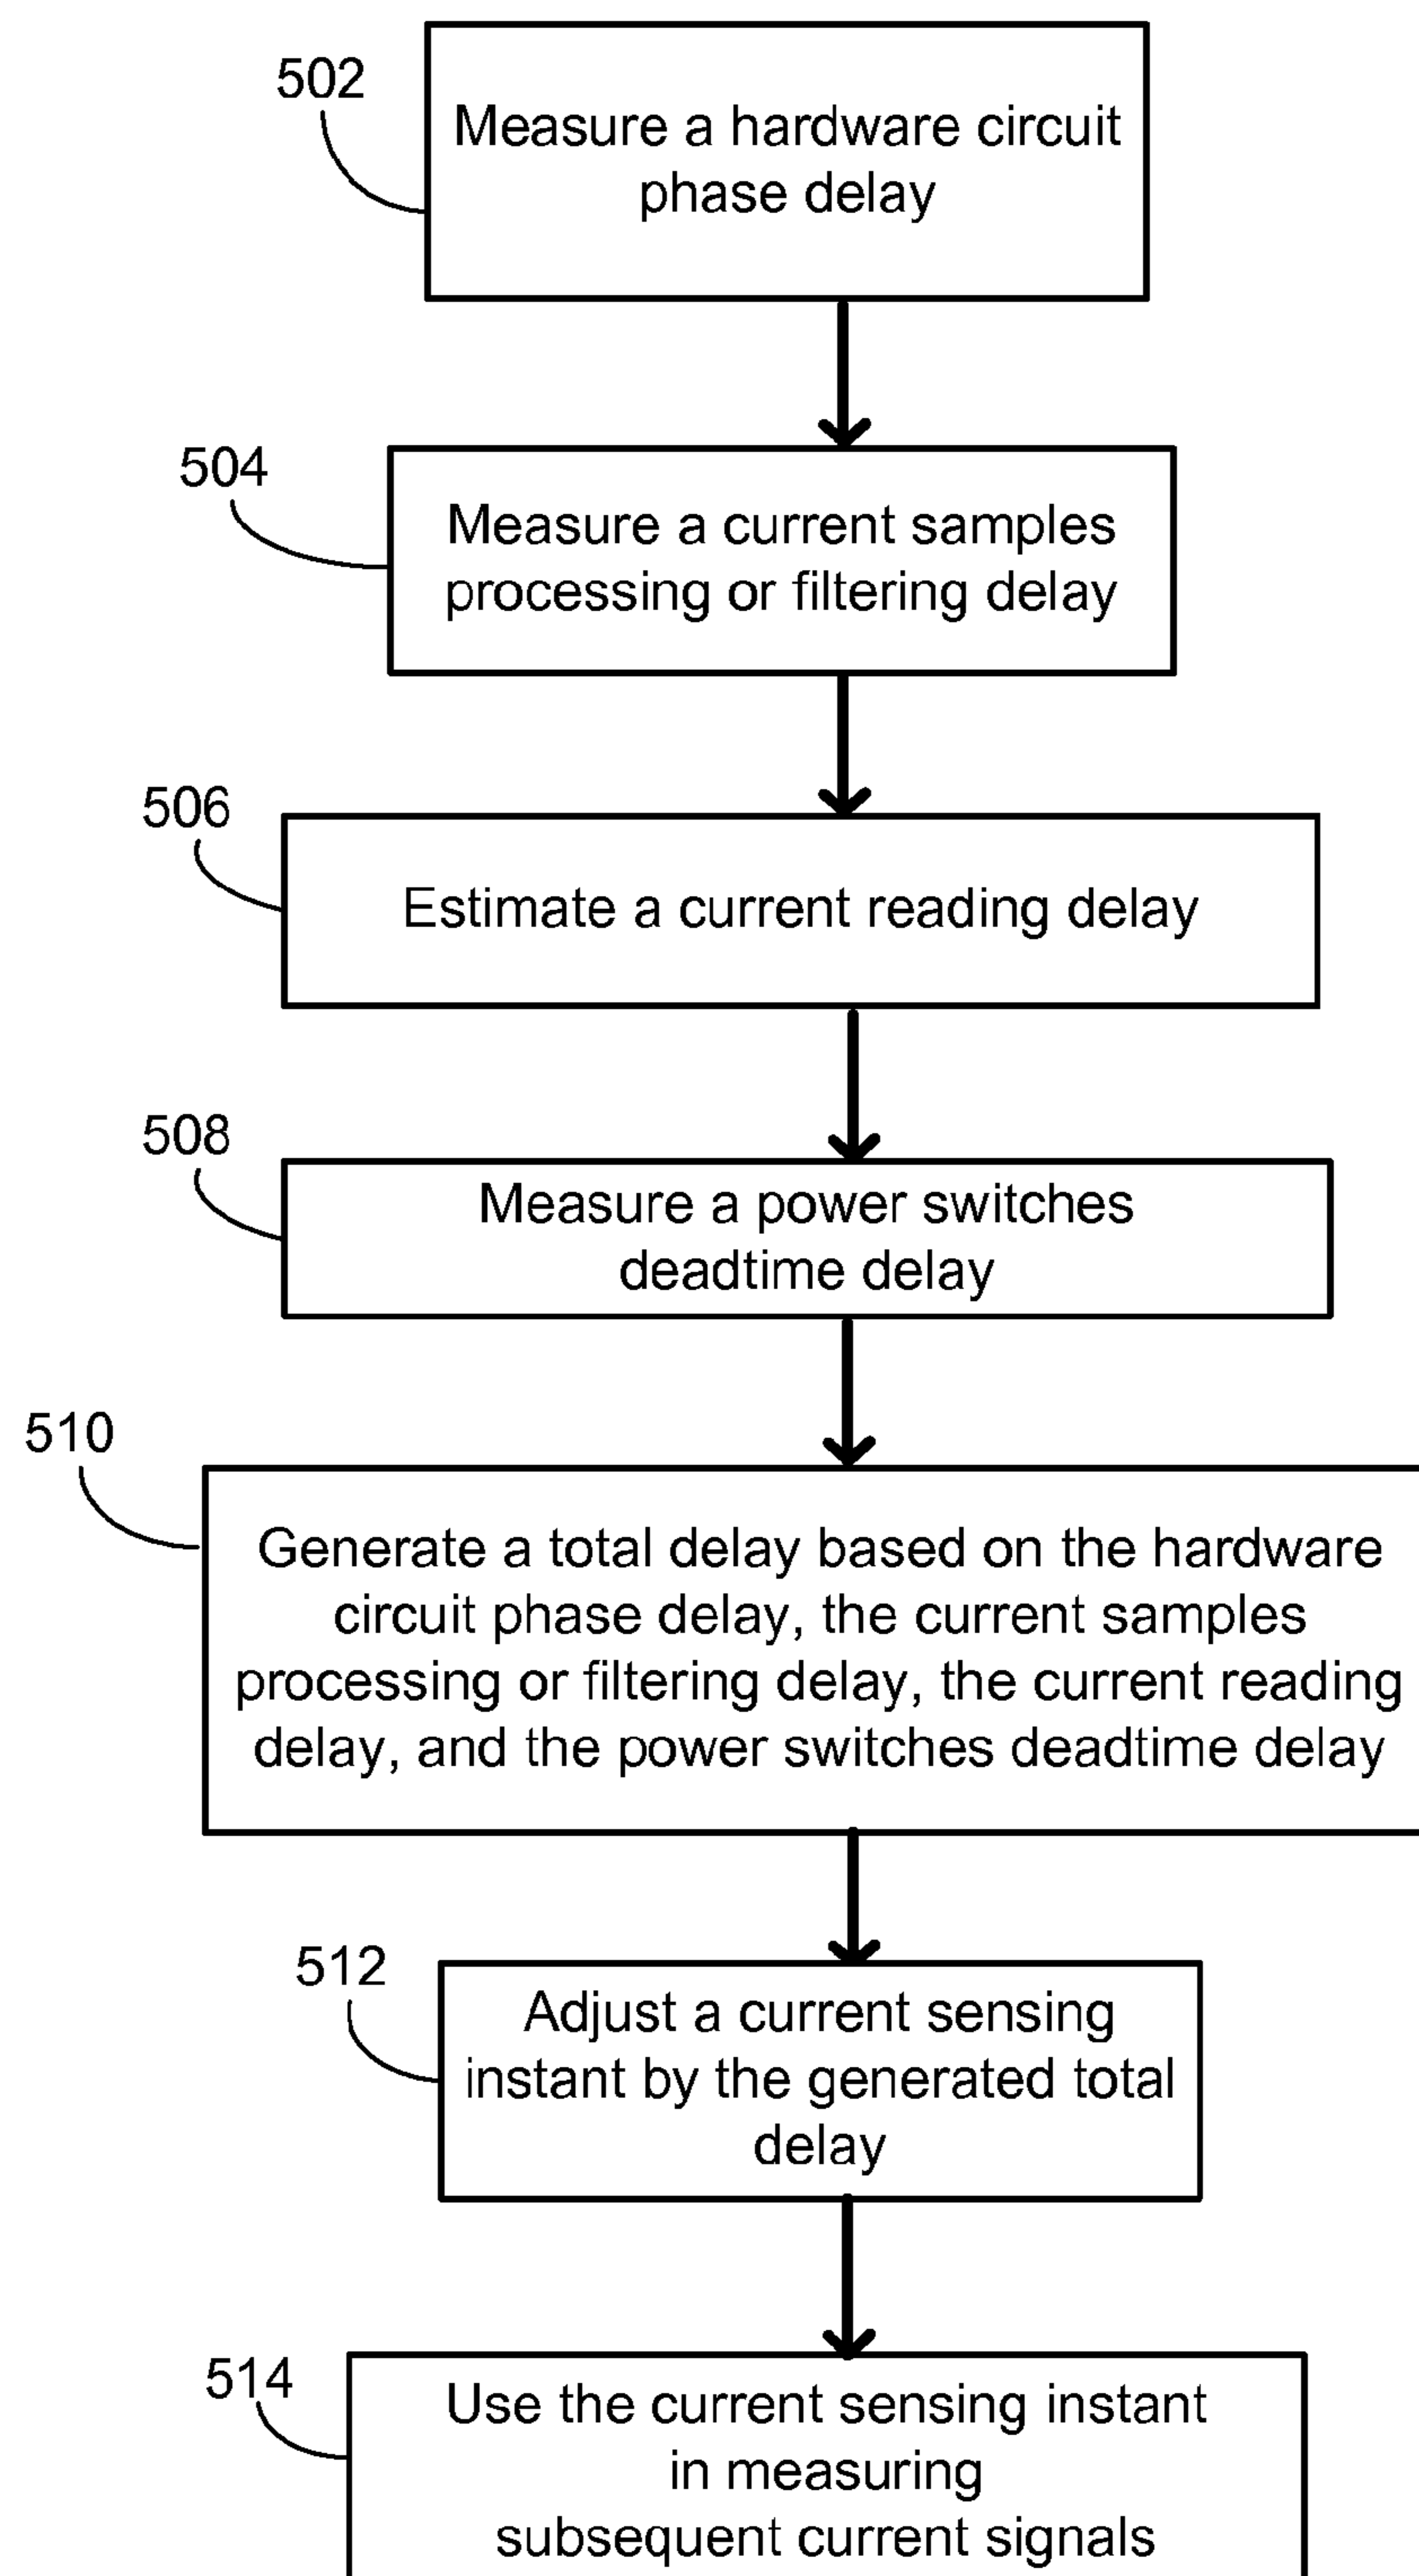 502
Measure a hardware circuit
phase delay
504
Measure a current samples
processing or filtering delay
506
Estimate a current reading delay
508
Measure a power switches
deadtime delay
510
Generate a total delay based on the hardware
circuit phase delay, the current samples
processing or filtering delay, the current reading
delay, and the power switches deadtime delay
512
Adjust a current sensing
instant by the generated total
delay
514
Use the current sensing instant
in measuring
subsequent current signals